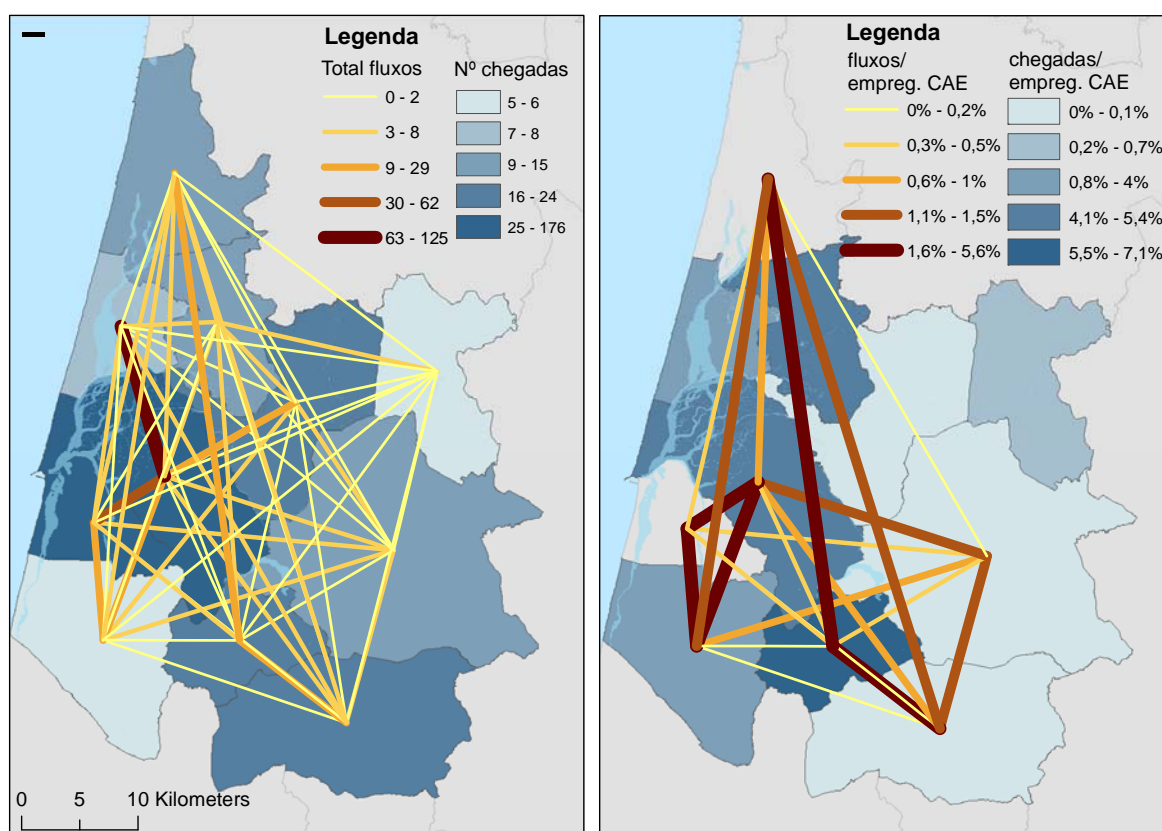 Legenda
Total fluxos
Nº chegadas
0 - 2
5 - 6
3 - 8
7 - 8
9 - 29
9 - 15
30 - 62
16 - 24
63 - 125
25 - 176
0 5 10 Kilometers
Legenda
fluxos/
empreg. CAE
chegadas/
empreg. CAE
0% - 0,2%
0% - 0,1%
0,3% - 0,5%
0,2% - 0,7%
0,6% - 1%
0,8% - 4%
1,1% - 1,5%
4,1% - 5,4%
1,6% - 5,6%
5,5% - 7,1%